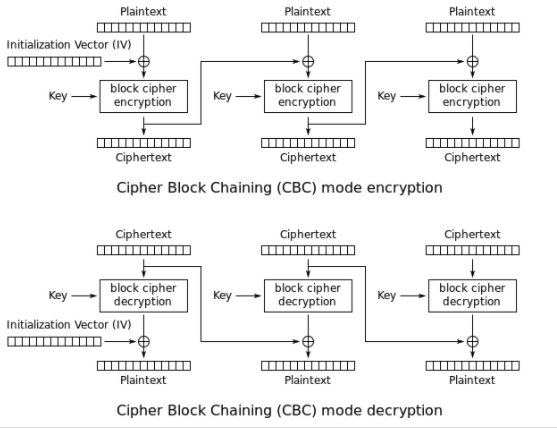 Plaintext Plaintext Plaintext
Initialization Vector (IV)
Key block cipher encryption Key block cipher encryption Key block cipher encryption
Ciphertext Ciphertext Ciphertext
Cipher Block Chaining (CBC) mode encryption
Ciphertext Ciphertext Ciphertext
Key block cipher decryption Key block cipher decryption Key block cipher decryption
Initialization Vector (IV)
Plaintext Plaintext Plaintext
Cipher Block Chaining (CBC) mode decryption